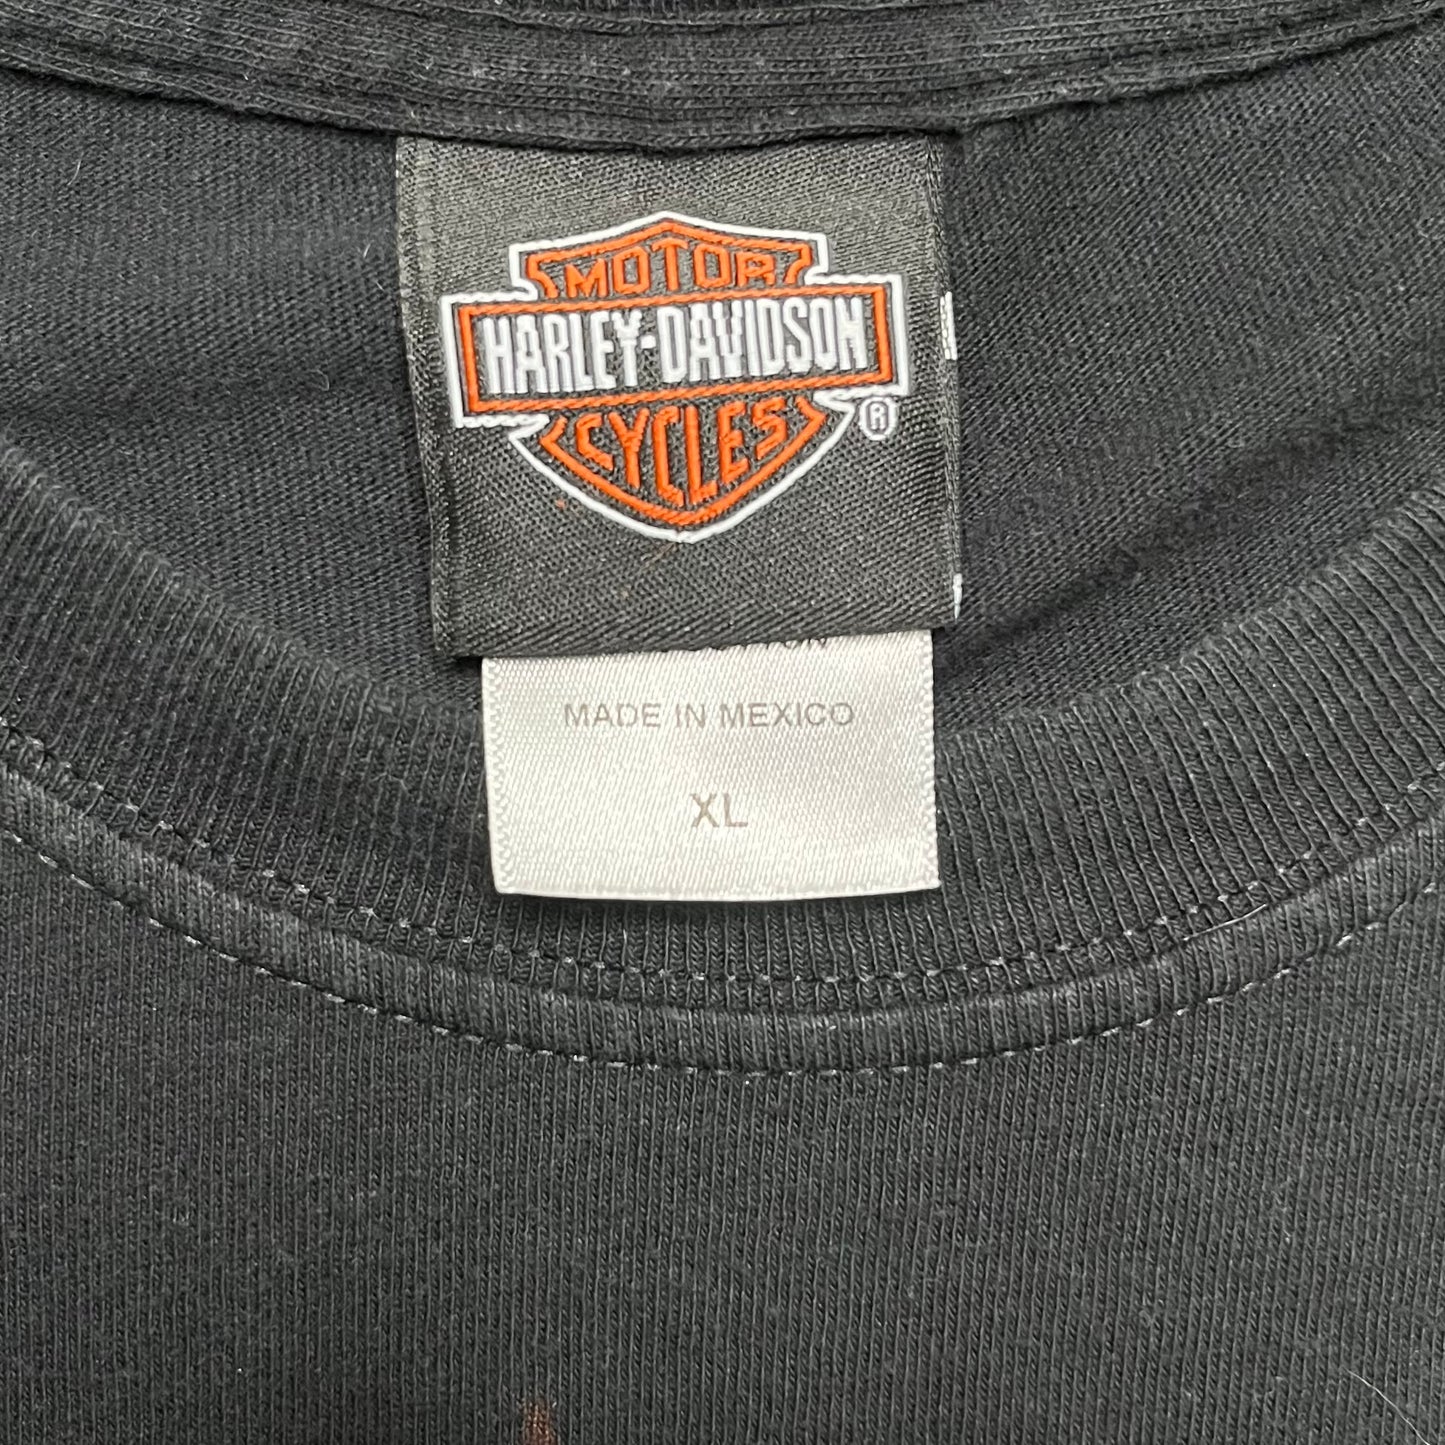 MOTOR
HARLEY-DAVIDSON
CYCLES
®
MADE IN MEXICO
XL